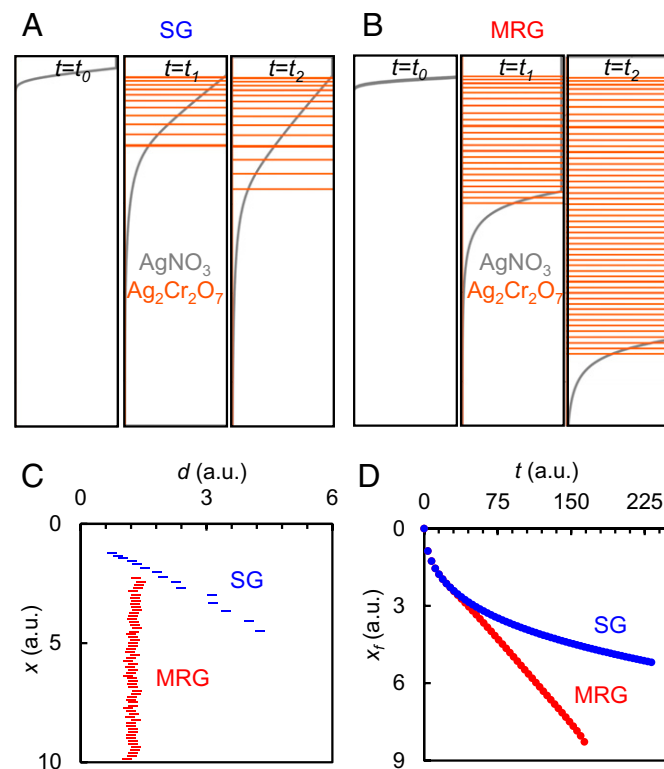 A SG
B MRG
t=t0 t=t1 t=t2
t=t0 t=t1 t=t2
AgNO3
Ag2Cr2O7
AgNO3
Ag2Cr2O7
C d (a.u.)
0 3 6
0
5
10
x (a.u.)
SG
MRG
D t (a.u.)
0 75 150 225
0
3
6
9
xf (a.u.)
SG
MRG